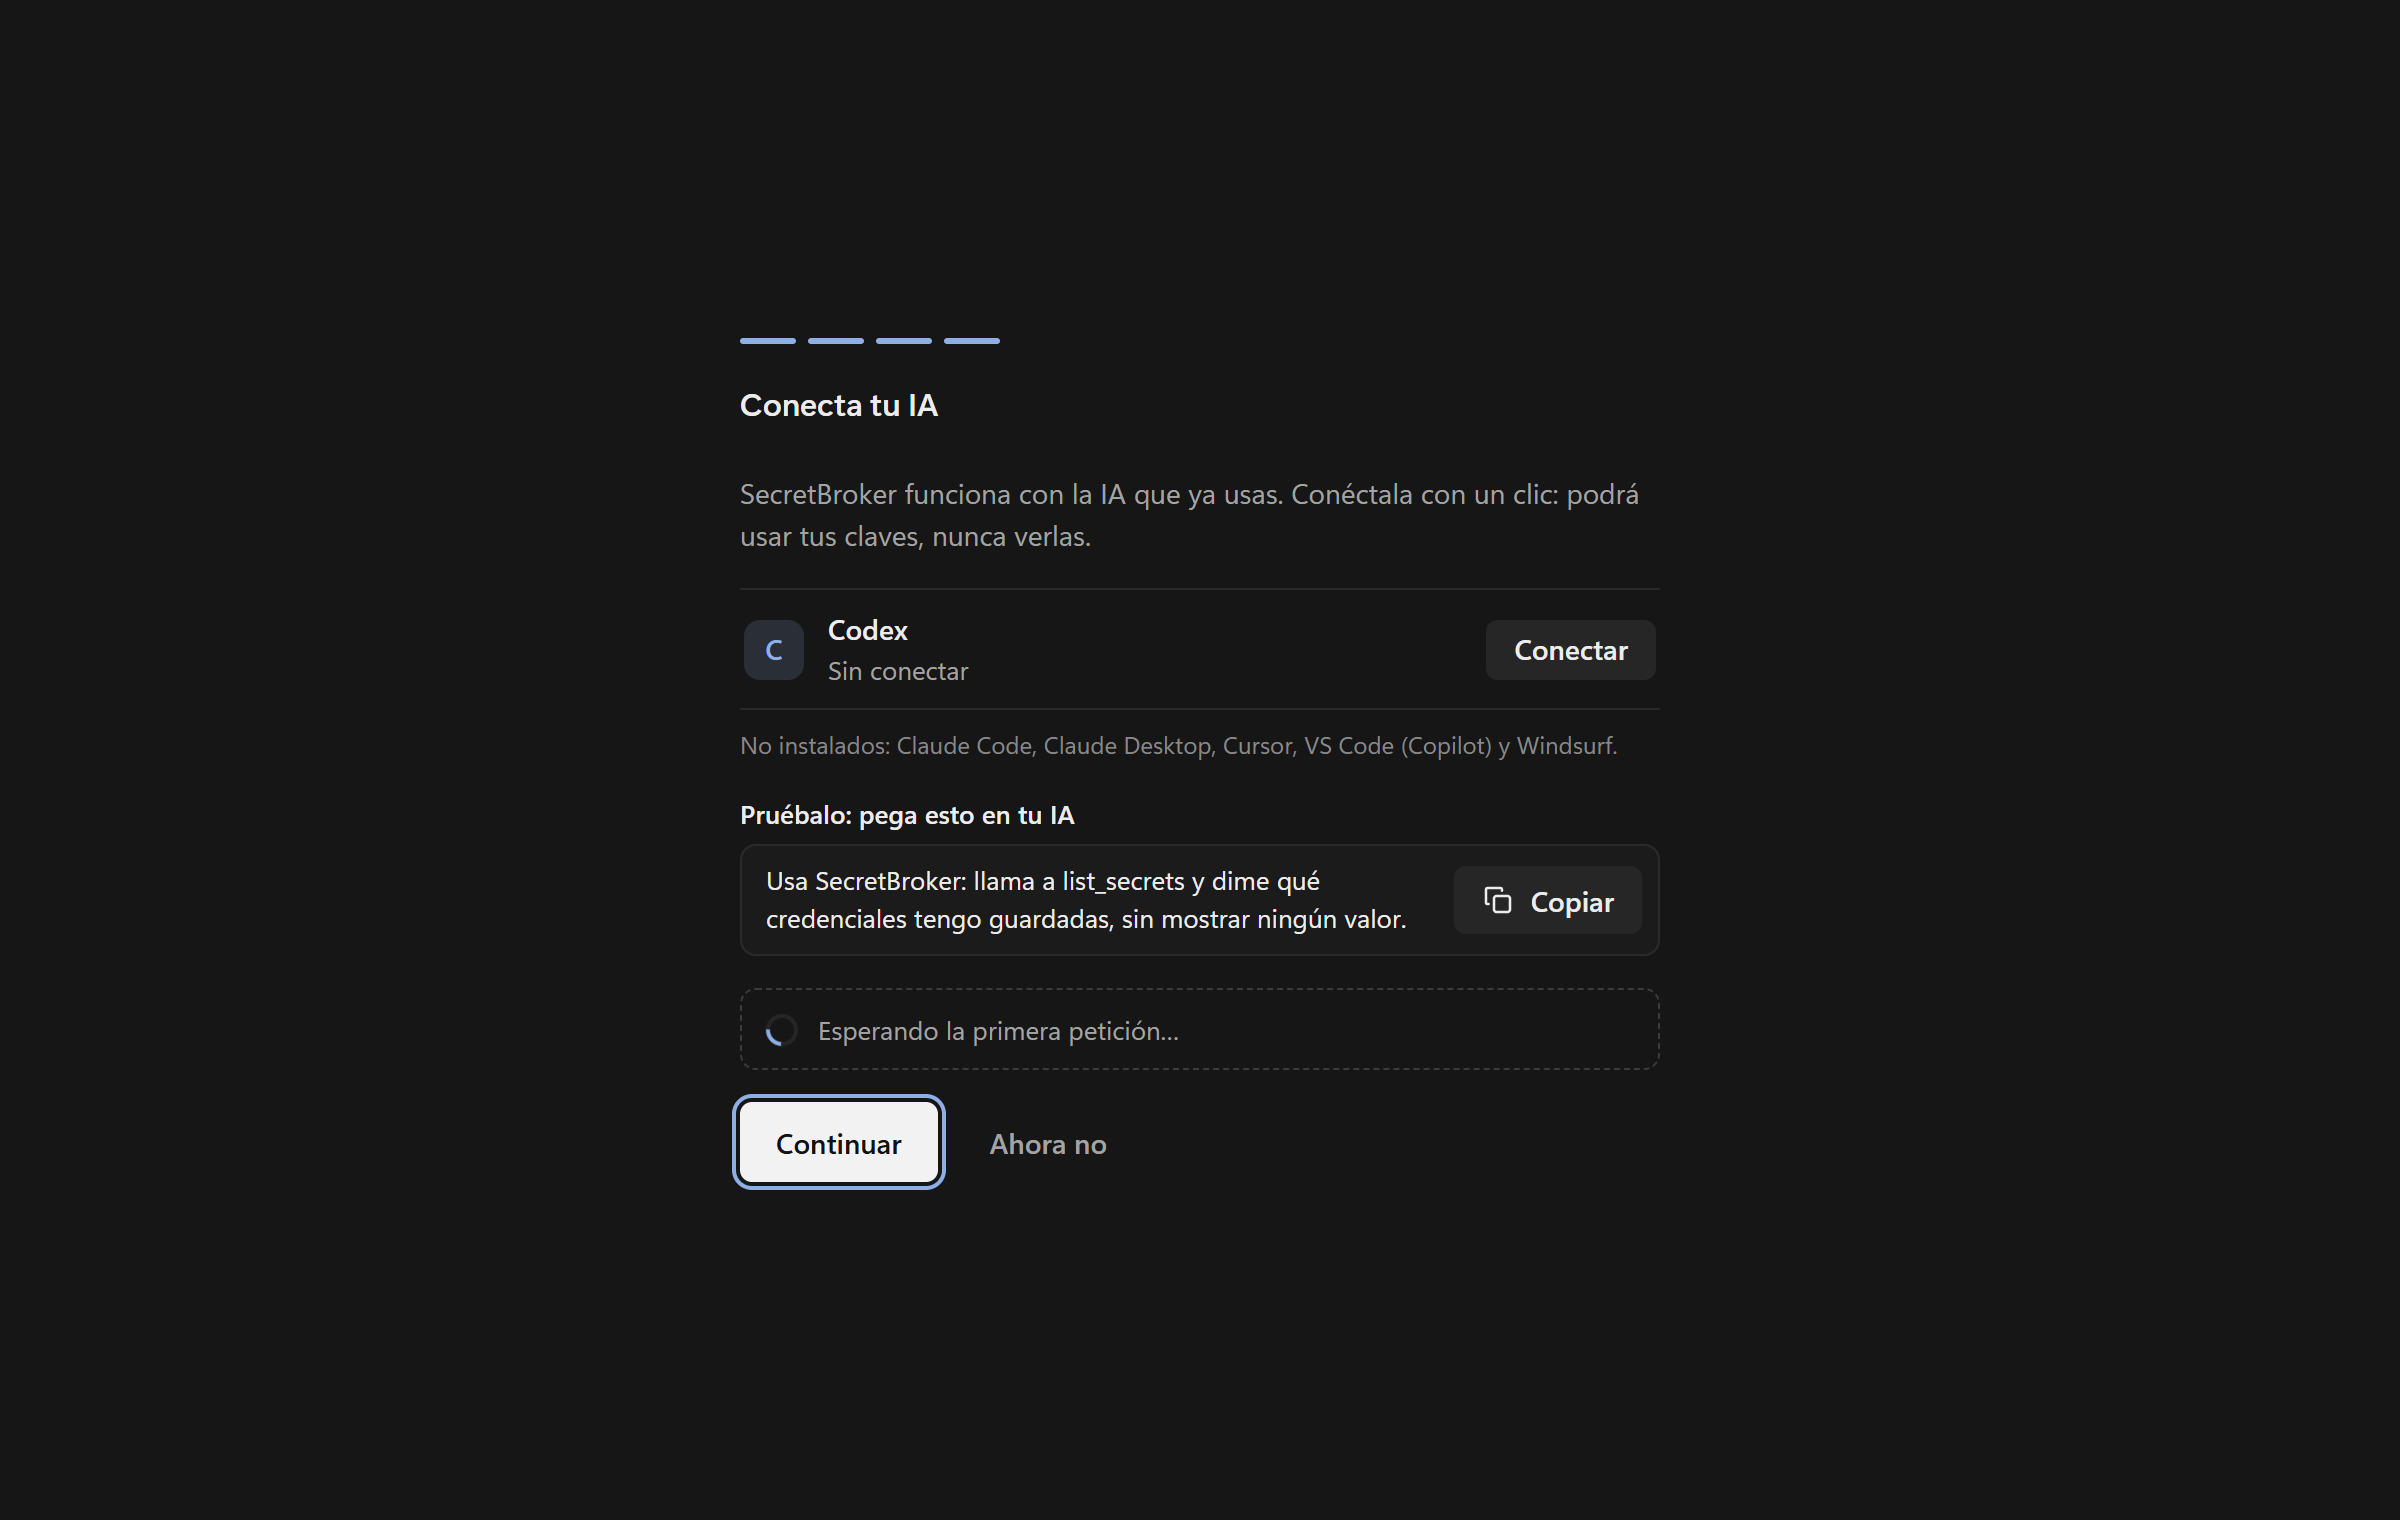 Conecta tu IA
SecretBroker funciona con la IA que ya usas. Conéctala con un clic: podrá
usar tus claves, nunca verlas.
C
Codex
Sin conectar
Conectar
No instalados: Claude Code, Claude Desktop, Cursor, VS Code (Copilot) y Windsurf.
Pruébalo: pega esto en tu IA
Usa SecretBroker: llama a list_secrets y dime qué
credenciales tengo guardadas, sin mostrar ningún valor.
Copiar
Esperando la primera petición...
Continuar
Ahora no